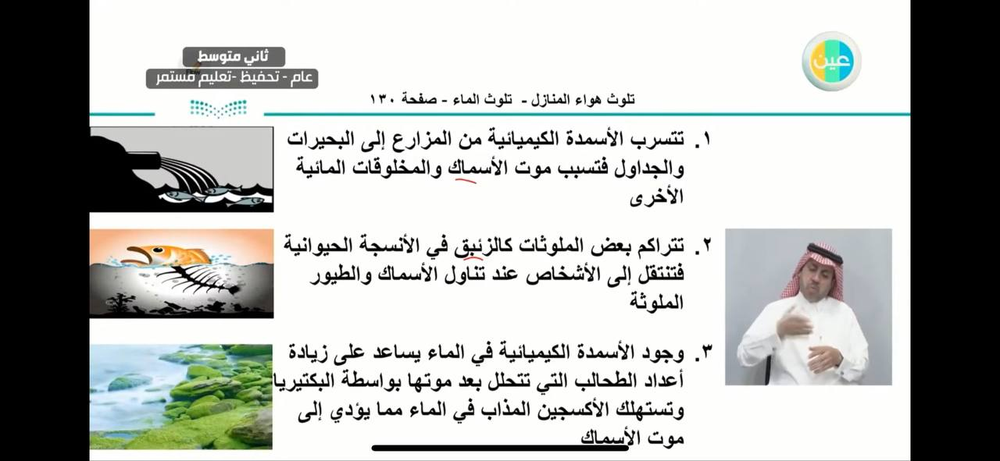 ثاني متوسط
عام - تحفيظ -تعليم مستمر
عين
تلوث هواء المنازل - تلوث الماء - صفحة ١٣٠
١. تتسرب الأسمدة الكيميائية من المزارع إلى البحيرات
والجداول فتسبب موت الأسماك والمخلوقات المائية
الأخرى
٢. تتراكم بعض الملوثات كالزئبق في الأنسجة الحيوانية
فتنتقل إلى الأشخاص عند تناول الأسماك والطيور
الملوثة
٣. وجود الأسمدة الكيميائية في الماء يساعد على زيادة
أعداد الطحالب التي تتحلل بعد موتها بواسطة البكتيريا
وتستهلك الأكسجين المذاب في الماء مما يؤدي إلى
موت الأسماك